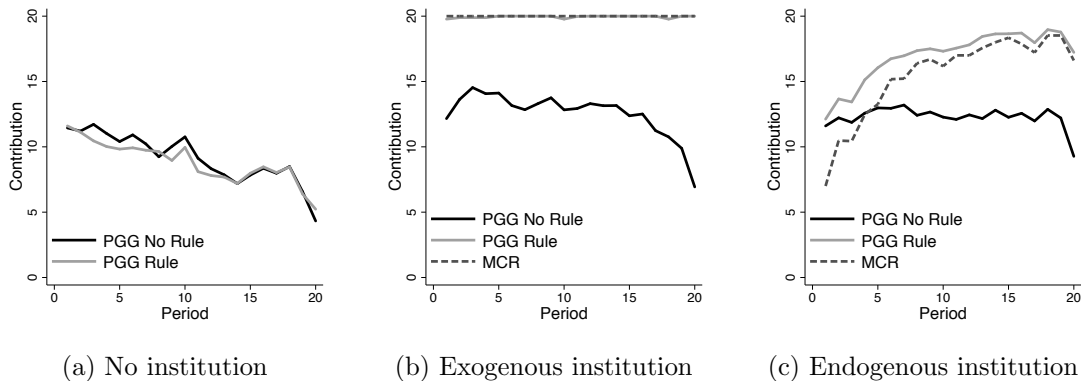 Contribution
20
15
10
5
0
PGG No Rule
PGG Rule
0 5 10 15 20
Period
(a) No institution
Contribution
20
15
10
5
0
PGG No Rule
PGG Rule
MCR
0 5 10 15 20
Period
(b) Exogenous institution
Contribution
20
15
10
5
0
PGG No Rule
PGG Rule
MCR
0 5 10 15 20
Period
(c) Endogenous institution